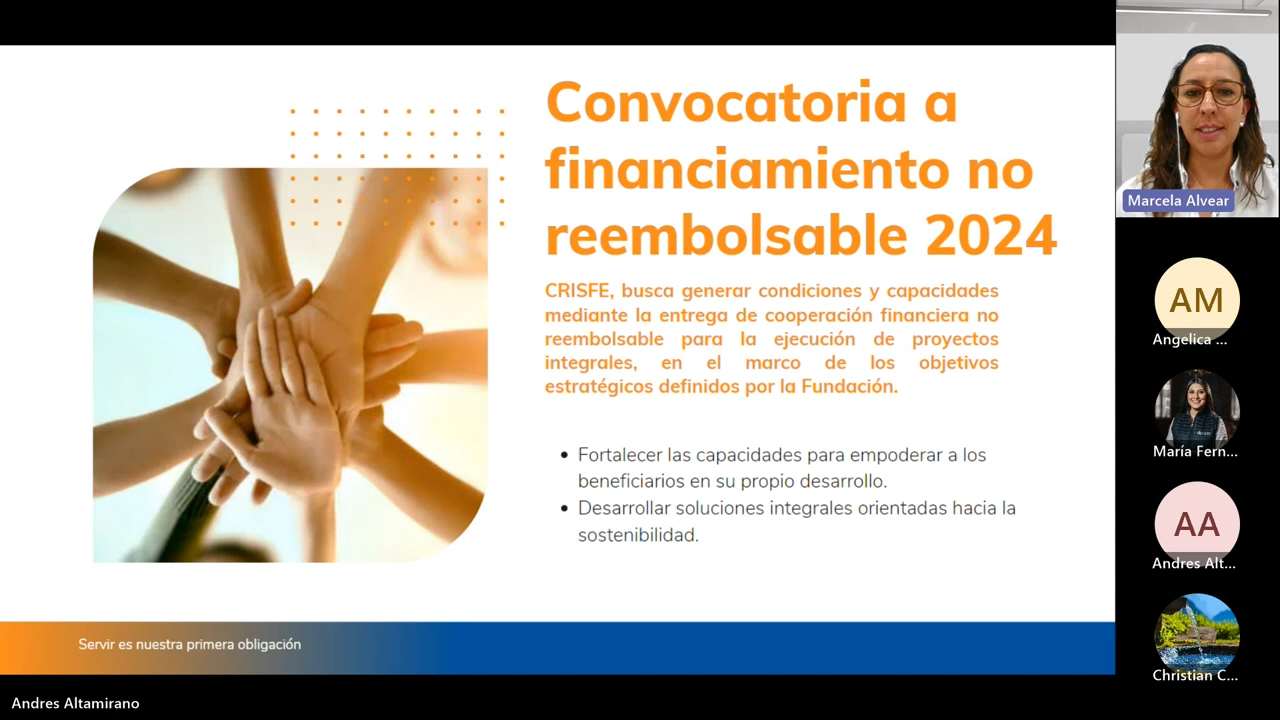 Convocatoria a
financiamiento no
reembolsable 2024
CRISFE, busca generar condiciones y capacidades
mediante la entrega de cooperación financiera no
reembolsable para la ejecución de proyectos
integrales, en el marco de los objetivos
estratégicos definidos por la Fundación.
• Fortalecer las capacidades para empoderar a los
beneficiarios en su propio desarrollo.
• Desarrollar soluciones integrales orientadas hacia la
sostenibilidad.
Servir es nuestra primera obligación
Andres Altamirano
Marcela Alvear
AM
Angelica ...
María Fern...
AA
Andres Alt...
Christian C...